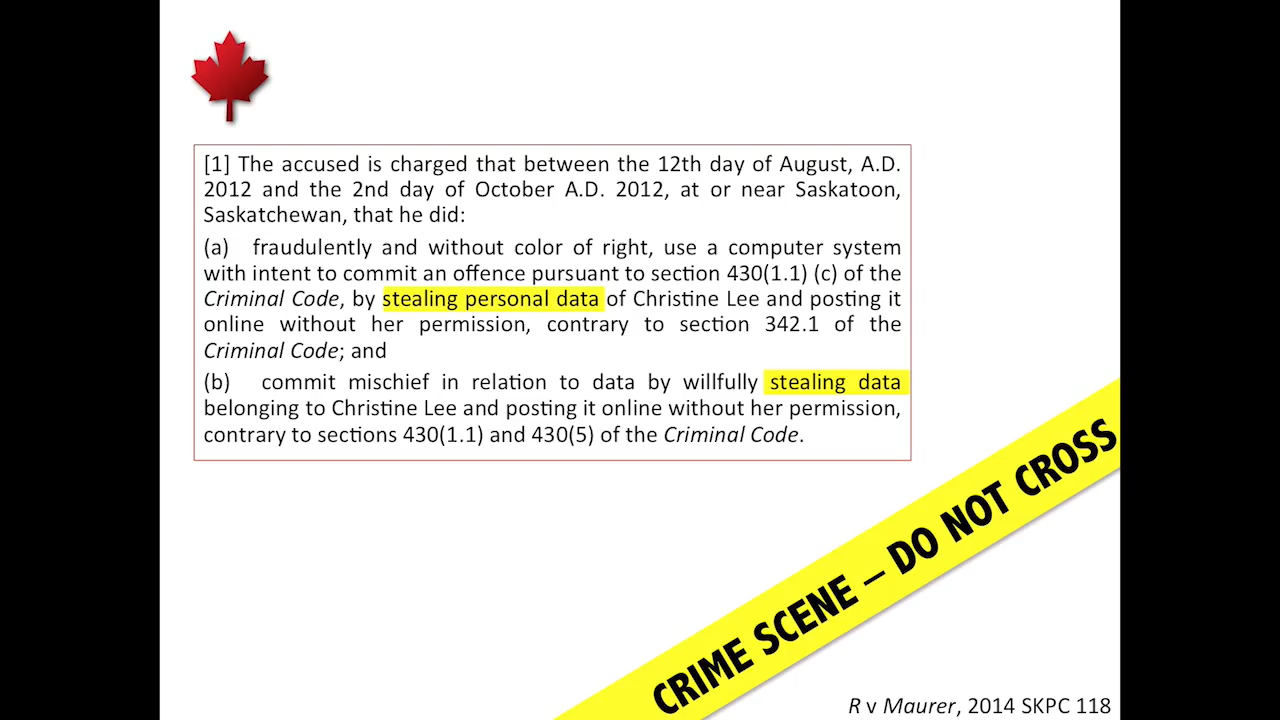 [1] The accused is charged that between the 12th day of August, A.D.
2012 and the 2nd day of October A.D. 2012, at or near Saskatoon,
Saskatchewan, that he did:
(a) fraudulently and without color of right, use a computer system
with intent to commit an offence pursuant to section 430(1.1) (c) of the
Criminal Code, by stealing personal data of Christine Lee and posting it
online without her permission, contrary to section 342.1 of the
Criminal Code; and
(b) commit mischief in relation to data by willfully stealing data
belonging to Christine Lee and posting it online without her permission,
contrary to sections 430(1.1) and 430(5) of the Criminal Code.
CRIME SCENE – DO NOT CROSS
R v Maurer, 2014 SKPC 118